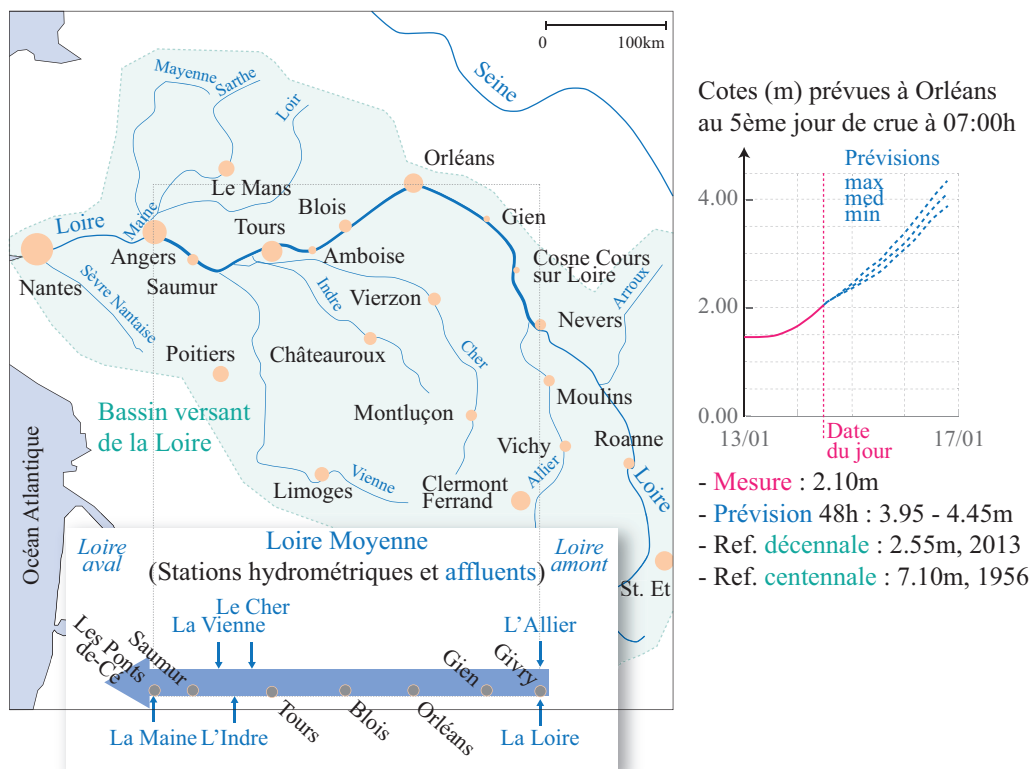 0 100km
Mayenne
Sarthe
Loir
Seine
Orléans
Le Mans
Blois
Gien
Loire
Maine
Tours
Angers
Amboise
Cosne Cours
sur Loire
Arroux
Nantes
Saumur
Sèvre Nantaise
Indre
Vierzon
Nevers
Poitiers
Châteauroux
Cher
Moulins
Bassin versant
de la Loire
Montluçon
Vichy
Roanne
Limoges
Vienne
Clermont
Ferrand
Allier
Loire
St. Et
Océan Atlantique
Loire
aval
Loire Moyenne
(Stations hydrométriques et affluents)
Loire
amont
Le Cher
La Vienne
L'Allier
Les Ponts
de-Cé
Saumur
Tours
Blois
Orléans
Gien
Givry
La Maine
L'Indre
La Loire
Cotes (m) prévues à Orléans
au 5ème jour de crue à 07:00h
Prévisions
max
med
min
4.00
2.00
0.00
13/01
17/01
Date
du jour
- Mesure : 2.10m
- Prévision 48h : 3.95 - 4.45m
- Ref. décennale : 2.55m, 2013
- Ref. centennale : 7.10m, 1956